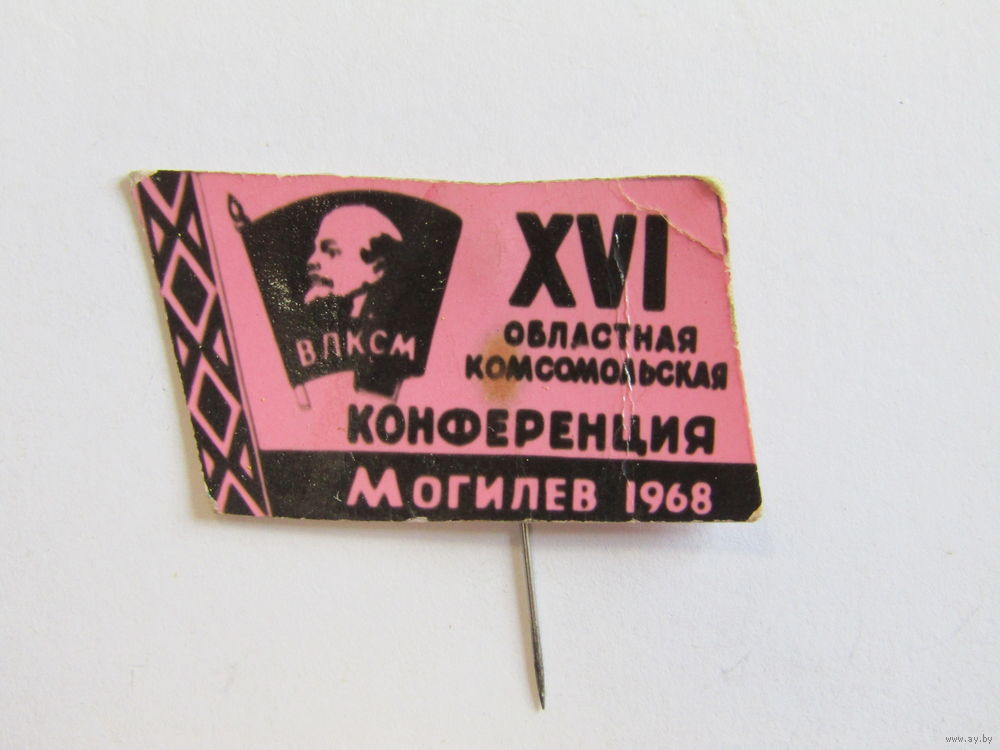 ВЛКСМ
XVI
ОБЛАСТНАЯ
КОМСОМОЛЬСКАЯ
КОНФЕРЕНЦИЯ
МОГИЛЕВ 1968
www.ay.by